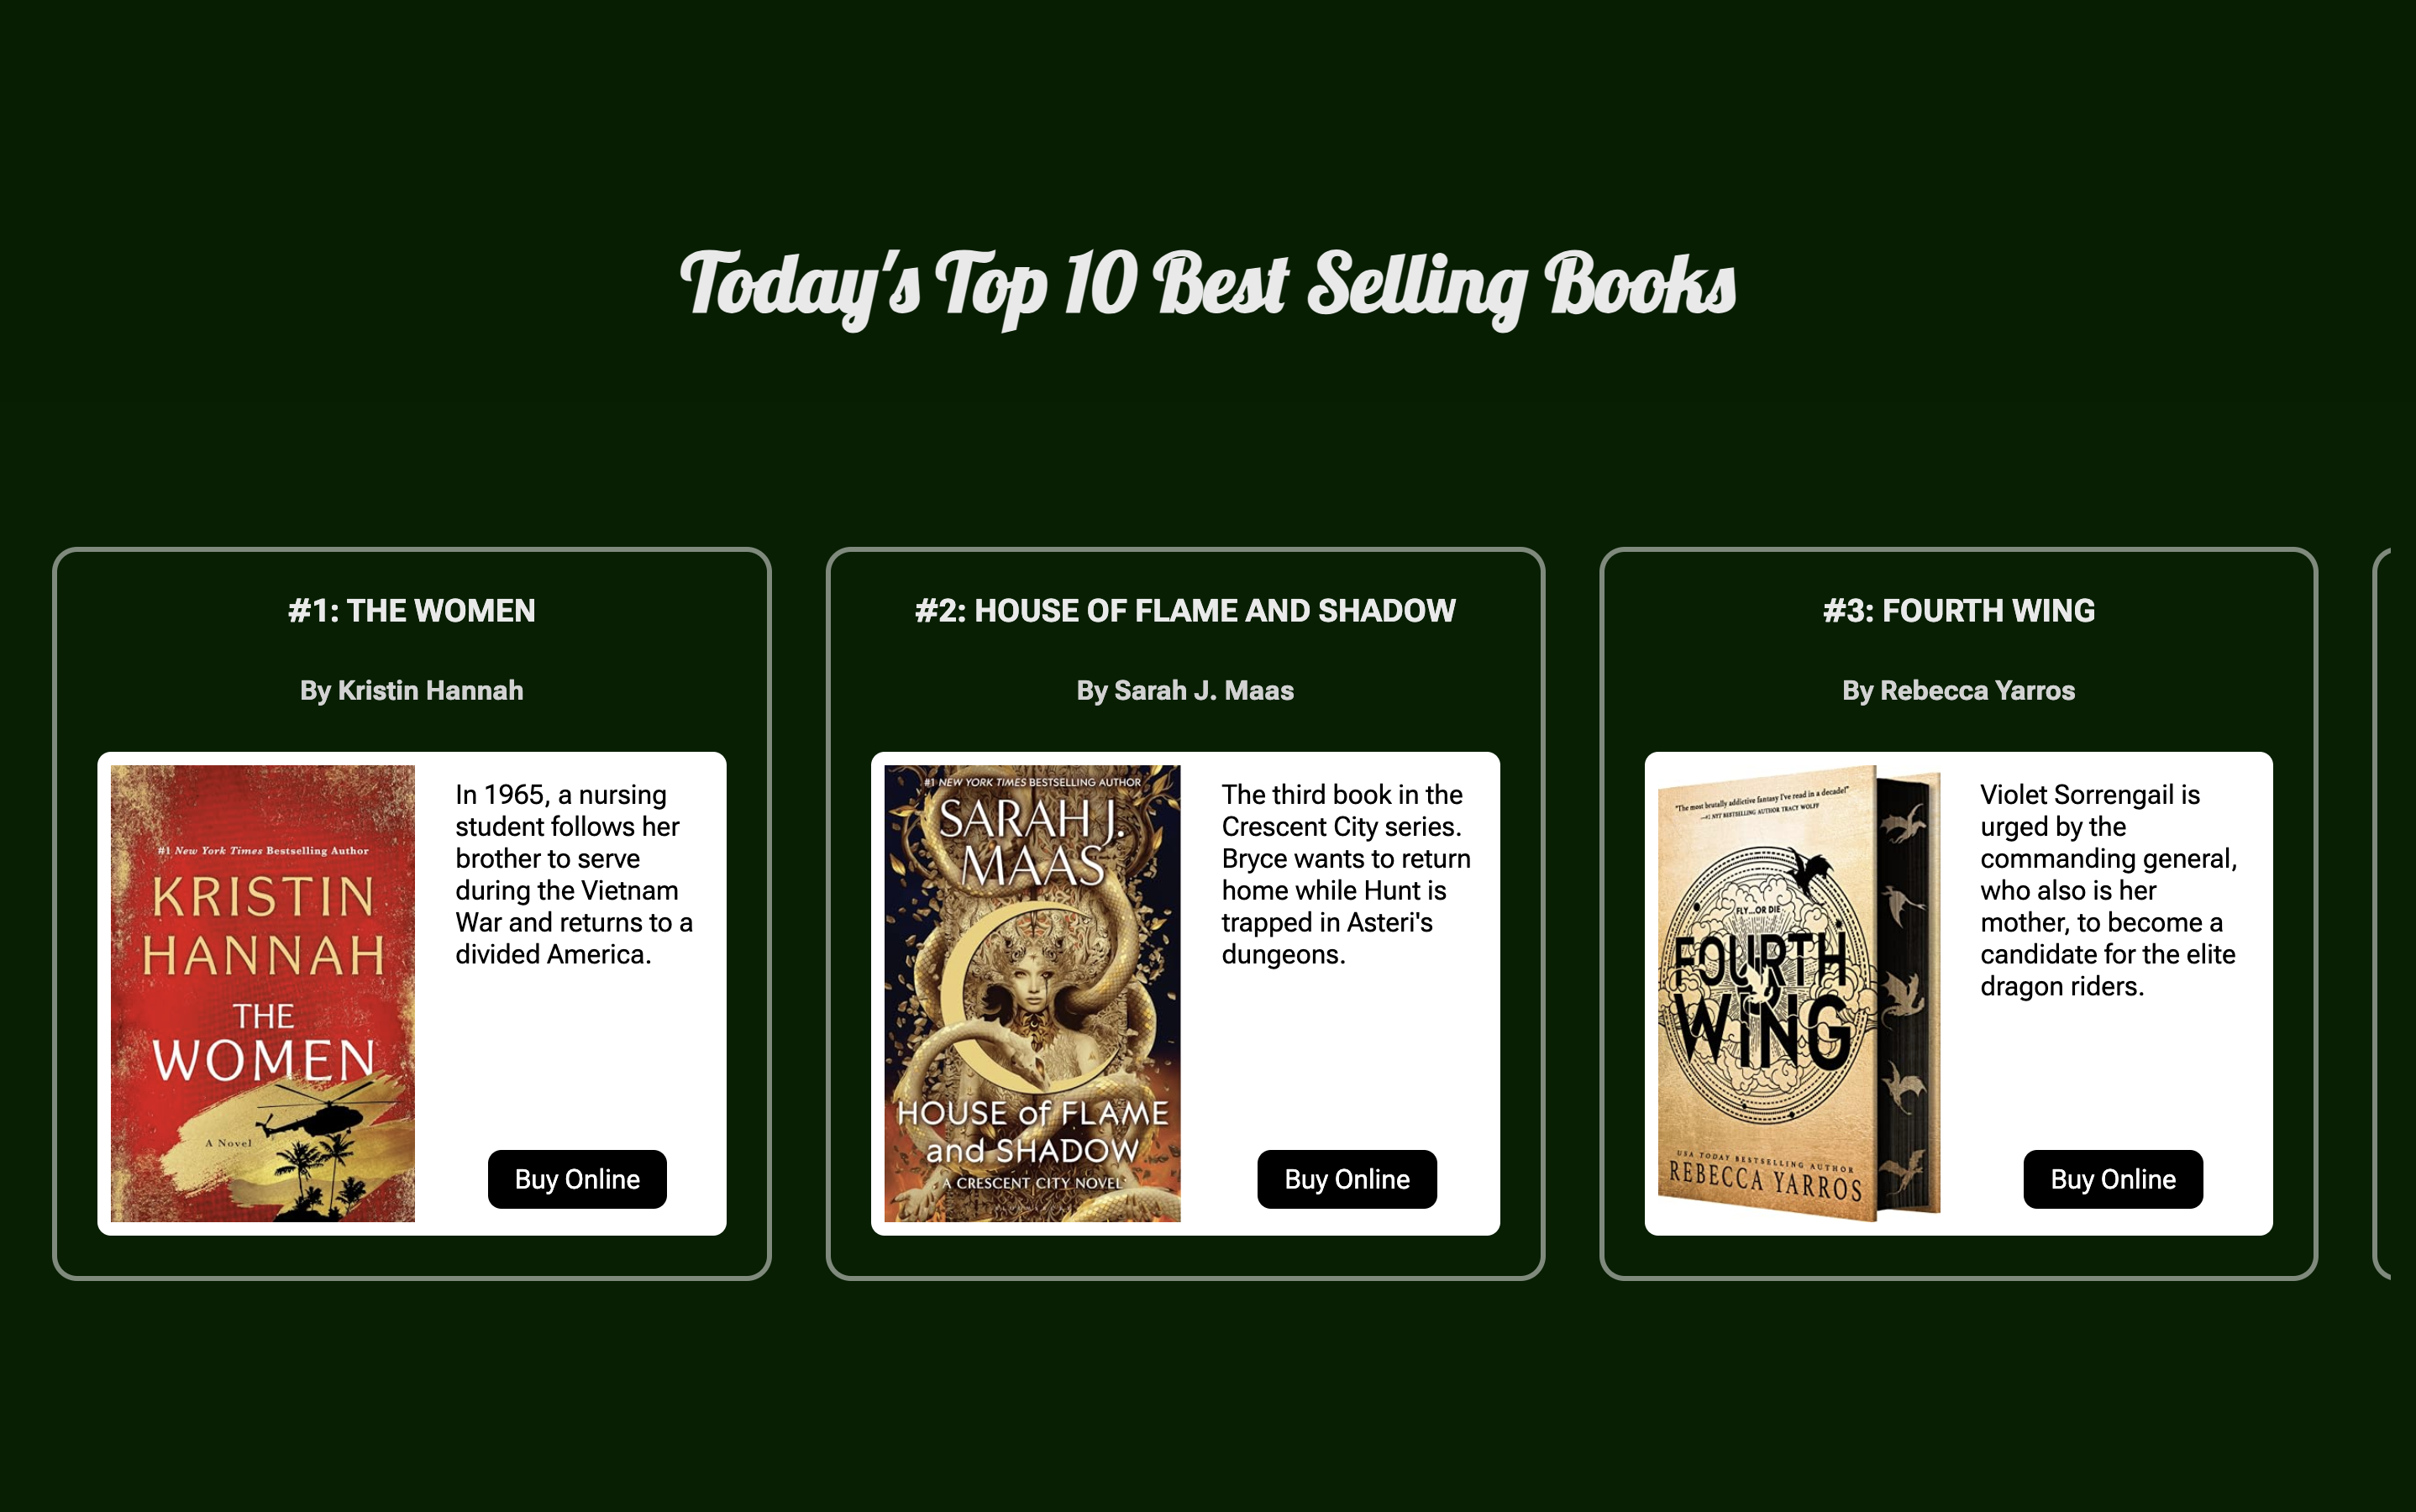 Today's Top 10 Best Selling Books
#1: THE WOMEN
By Kristin Hannah
#1 New York Times Bestselling Author
KRISTIN
HANNAH
THE
WOMEN
A Novel
In 1965, a nursing
student follows her
brother to serve
during the Vietnam
War and returns to a
divided America.
Buy Online
#2: HOUSE OF FLAME AND SHADOW
By Sarah J. Maas
#1 NEW YORK TIMES BESTSELLING AUTHOR
SARAH J.
MAAS
HOUSE of FLAME
and SHADOW
A CRESCENT CITY NOVEL
The third book in the
Crescent City series.
Bryce wants to return
home while Hunt is
trapped in Asteri's
dungeons.
Buy Online
#3: FOURTH WING
By Rebecca Yarros
"The most brutally addictive fantasy I've read in a decade!"
—#1 NYT BESTSELLING AUTHOR TRACY WOLFF
FLY...OR DIE
FOURTH
WING
USA TODAY BESTSELLING AUTHOR
REBECCA YARROS
Violet Sorrengail is
urged by the
commanding general,
who also is her
mother, to become a
candidate for the elite
dragon riders.
Buy Online